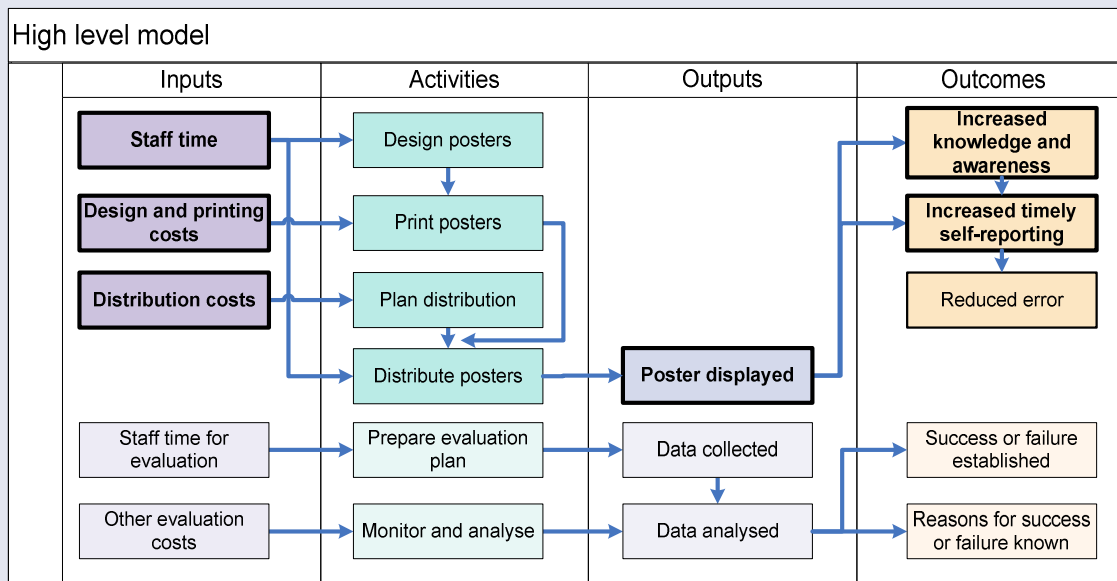 High level model
Inputs
Activities
Outputs
Outcomes
Staff time
Design posters
Increased
knowledge and
awareness
Design and printing
costs
Print posters
Increased timely
self-reporting
Distribution costs
Plan distribution
Reduced error
Distribute posters
Poster displayed
Staff time for
evaluation
Prepare evaluation
plan
Data collected
Success or failure
established
Other evaluation
costs
Monitor and analyse
Data analysed
Reasons for success
or failure known